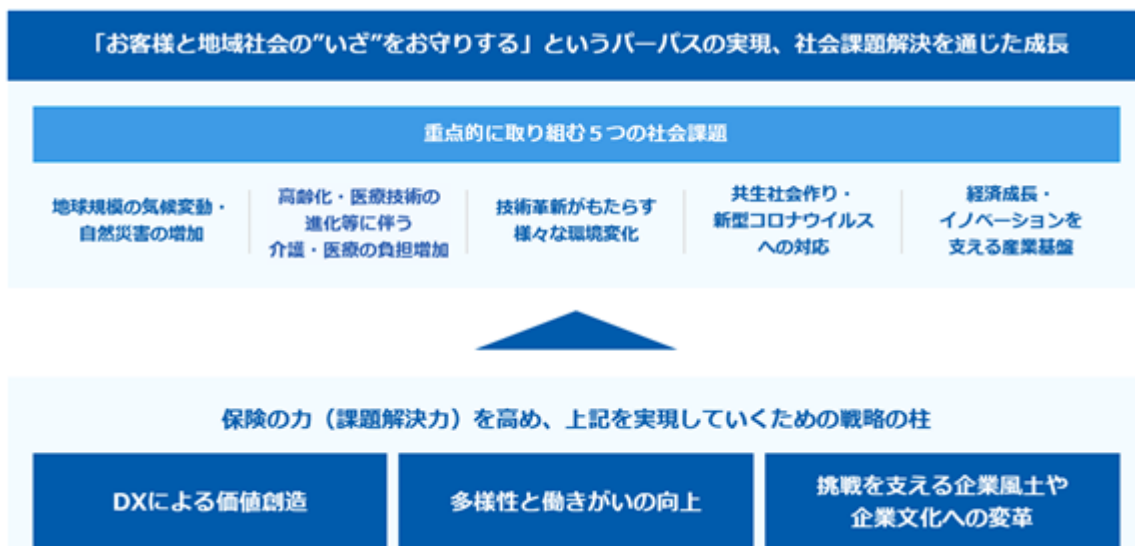 「お客様と地域社会の”いざ”をお守りする」というパーパスの実現、社会課題解決を通じた成長
重点的に取り組む５つの社会課題
地球規模の気候変動・
自然災害の増加
高齢化・医療技術の
進化等に伴う
介護・医療の負担増加
技術革新がもたらす
様々な環境変化
共生社会作り・
新型コロナウイルス
への対応
経済成長・
イノベーションを
支える産業基盤
保険の力（課題解決力）を高め、上記を実現していくための戦略の柱
DXによる価値創造
多様性と働きがいの向上
挑戦を支える企業風土や
企業文化への変革